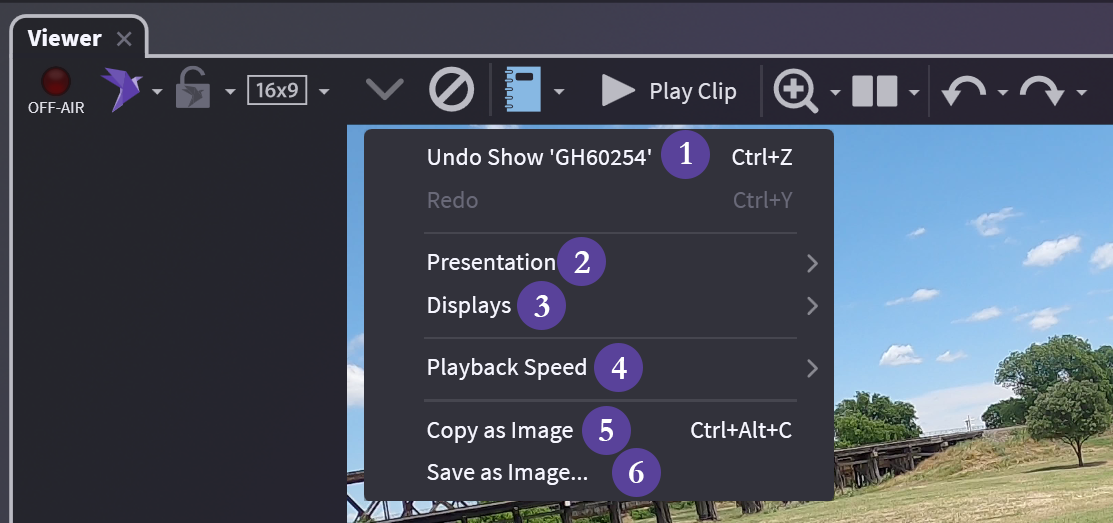 Viewer
OFF-AIR
16x9
Play Clip
Undo Show 'GH60254' 1 Ctrl+Z
Redo Ctrl+Y
Presentation 2
Displays 3
Playback Speed 4
Copy as Image 5 Ctrl+Alt+C
Save as Image... 6